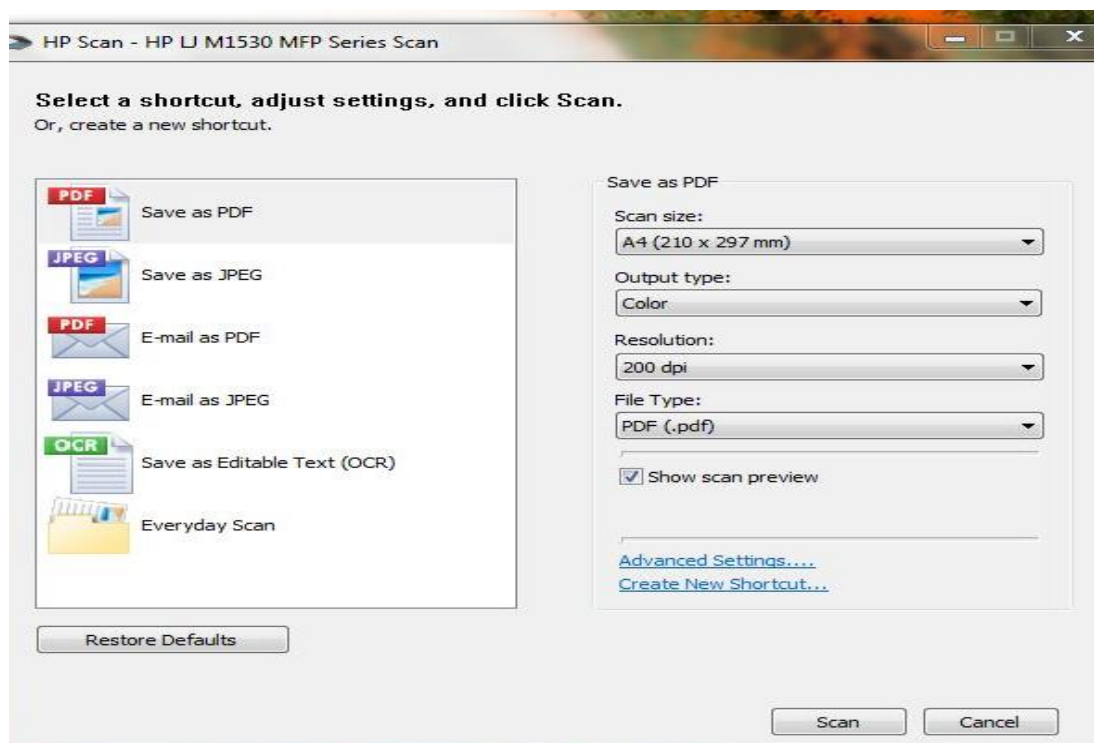 HP Scan - HP LJ M1530 MFP Series Scan
Select a shortcut, adjust settings, and click Scan.
Or, create a new shortcut.
PDF
Save as PDF
JPEG
Save as JPEG
PDF
E-mail as PDF
JPEG
E-mail as JPEG
OCR
Save as Editable Text (OCR)
Everyday Scan
Restore Defaults
Save as PDF
Scan size:
A4 (210 x 297 mm)
Output type:
Color
Resolution:
200 dpi
File Type:
PDF (.pdf)
Show scan preview
Advanced Settings....
Create New Shortcut...
Scan
Cancel